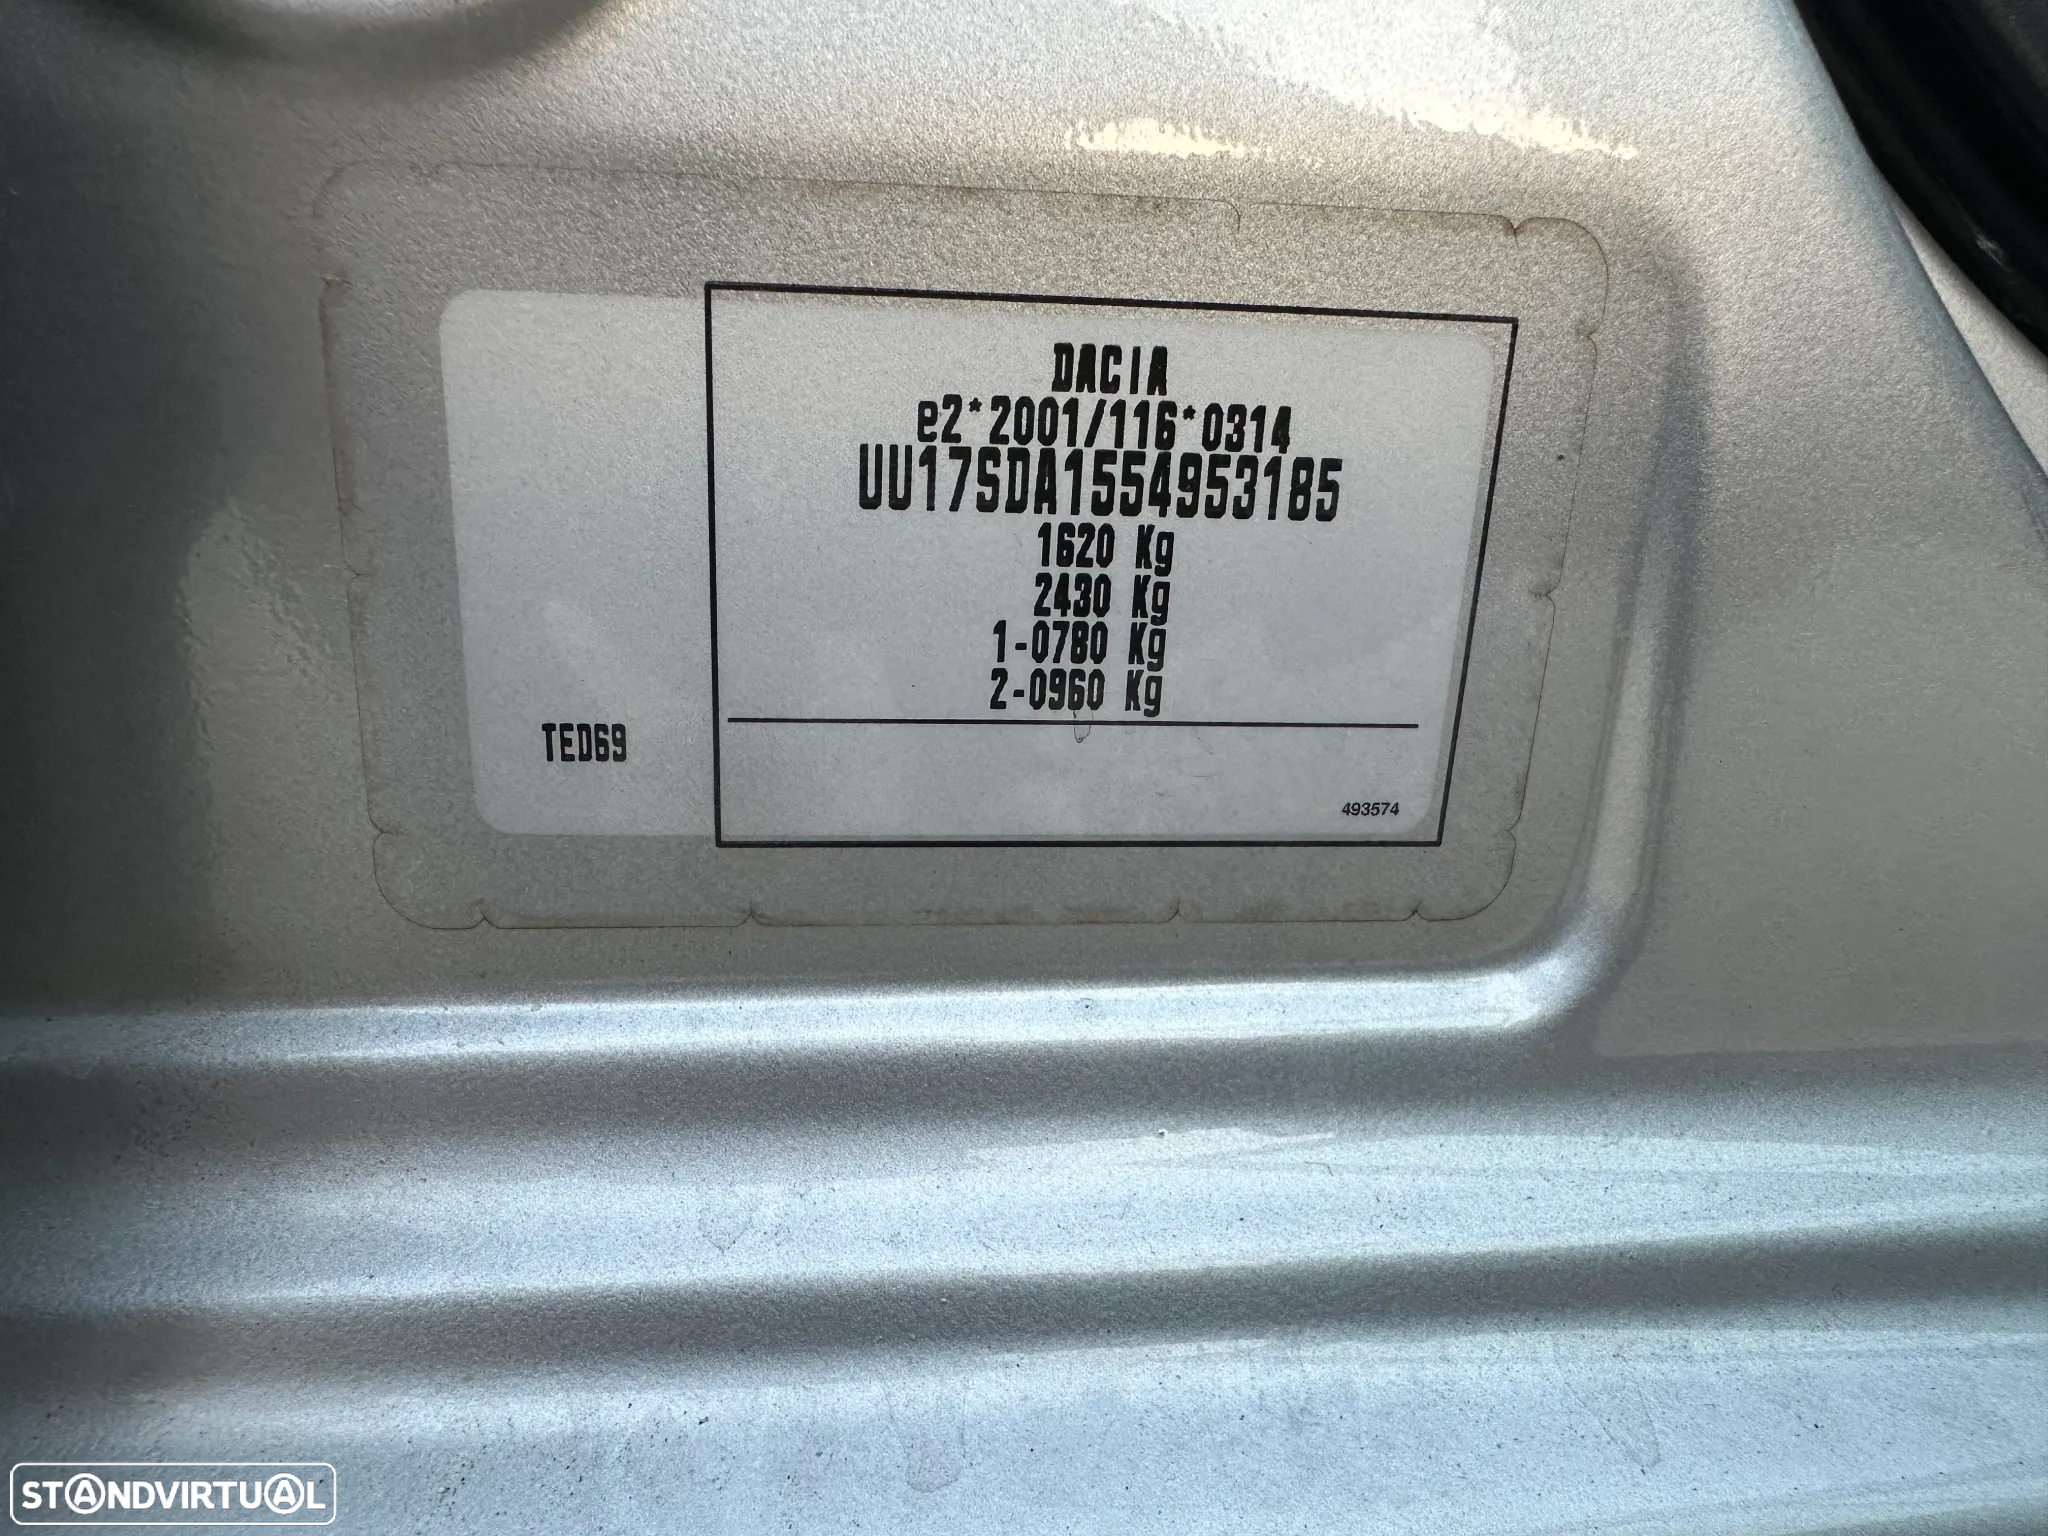 DACIA
e2*2001/116*0314
UU17SDA1554953185
1620 Kg
2430 Kg
1-0780 Kg
2-0960 Kg
TED69
493574
STANDVIRTUAL